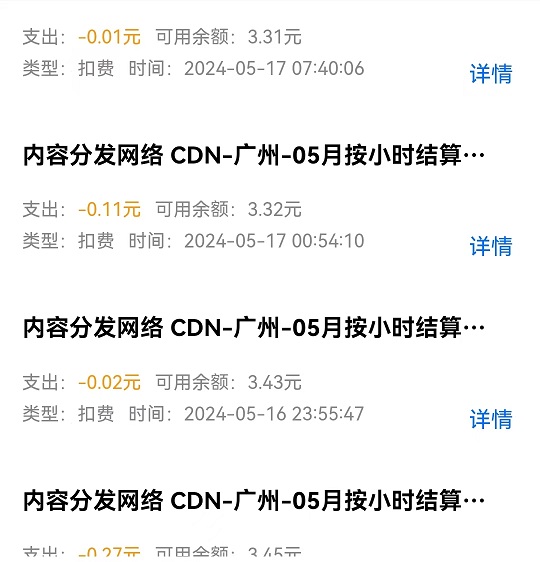 支出：-0.01元 可用余额：3.31元
类型：扣费 时间：2024-05-17 07:40:06
详情
内容分发网络 CDN-广州-05月按小时结算…
支出：-0.11元 可用余额：3.32元
类型：扣费 时间：2024-05-17 00:54:10
详情
内容分发网络 CDN-广州-05月按小时结算…
支出：-0.02元 可用余额：3.43元
类型：扣费 时间：2024-05-16 23:55:47
详情
内容分发网络 CDN-广州-05月按小时结算…
支出：-0.27元 可用余额：3.45元